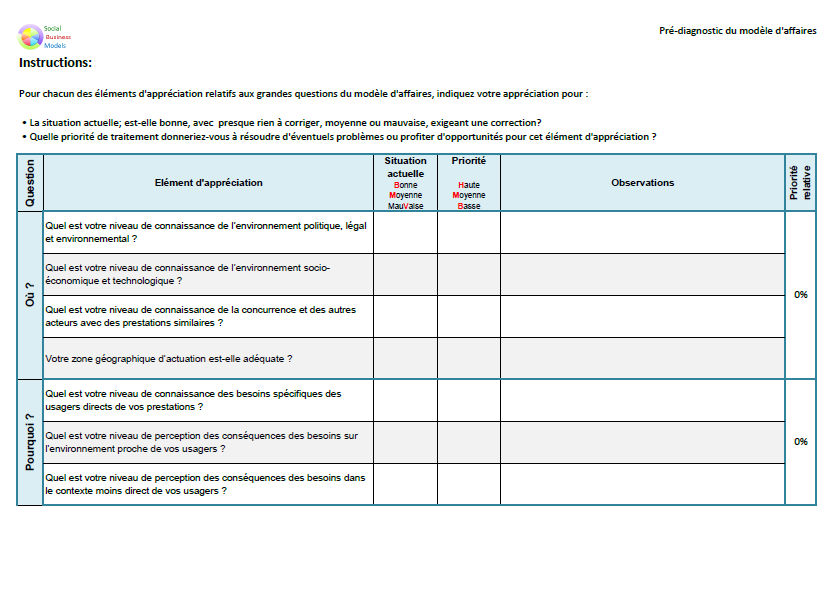 Social
Business
Models
Pré-diagnostic du modèle d'affaires
Instructions:
Pour chacun des éléments d'appréciation relatifs aux grandes questions du modèle d'affaires, indiquez votre appréciation pour :
• La situation actuelle; est-elle bonne, avec presque rien à corriger, moyenne ou mauvaise, exigeant une correction?
• Quelle priorité de traitement donneriez-vous à résoudre d'éventuels problèmes ou profiter d'opportunités pour cet élément d'appréciation ?
Question
Elément d'appréciation
Situation
actuelle
Bonne
Moyenne
MauVaise
Priorité
Haute
Moyenne
Basse
Observations
Priorité
relative
Où ?
Quel est votre niveau de connaissance de l'environnement politique, légal
et environnemental ?
Quel est votre niveau de connaissance de l'environnement socio-
économique et technologique ?
Quel est votre niveau de connaissance de la concurrence et des autres
acteurs avec des prestations similaires ?
Votre zone géographique d'actuation est-elle adéquate ?
0%
Pourquoi ?
Quel est votre niveau de connaissance des besoins spécifiques des
usagers directs de vos prestations ?
Quel est votre niveau de perception des conséquences des besoins sur
l'environnement proche de vos usagers ?
Quel est votre niveau de perception des conséquences des besoins dans
le contexte moins direct de vos usagers ?
0%